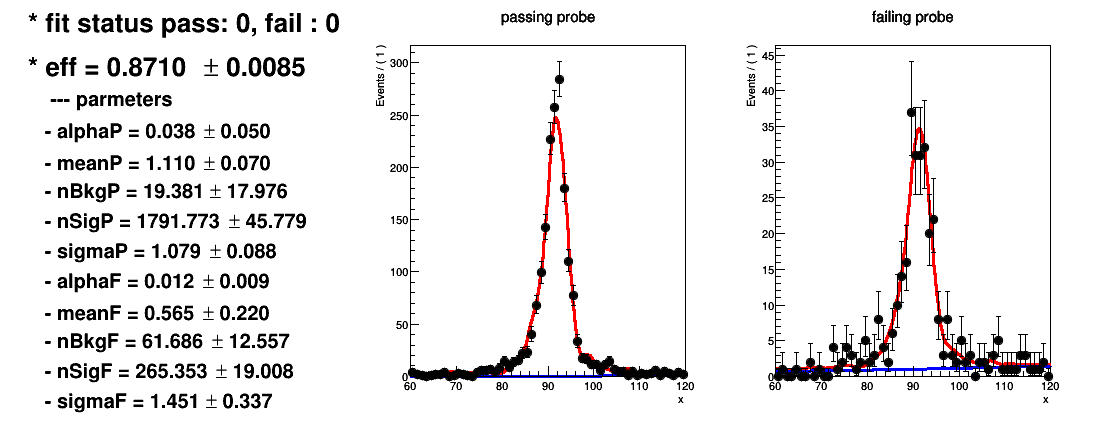 * fit status pass: 0, fail : 0
* eff = 0.8710 ± 0.0085
--- parmeters
- alphaP = 0.038 ± 0.050
- meanP = 1.110 ± 0.070
- nBkgP = 19.381 ± 17.976
- nSigP = 1791.773 ± 45.779
- sigmaP = 1.079 ± 0.088
- alphaF = 0.012 ± 0.009
- meanF = 0.565 ± 0.220
- nBkgF = 61.686 ± 12.557
- nSigF = 265.353 ± 19.008
- sigmaF = 1.451 ± 0.337
passing probe
Events / ( 1 )
300
250
200
150
100
50
0
60 70 80 90 100 110 120
x
failing probe
Events / ( 1 )
45
40
35
30
25
20
15
10
5
0
60 70 80 90 100 110 120
x